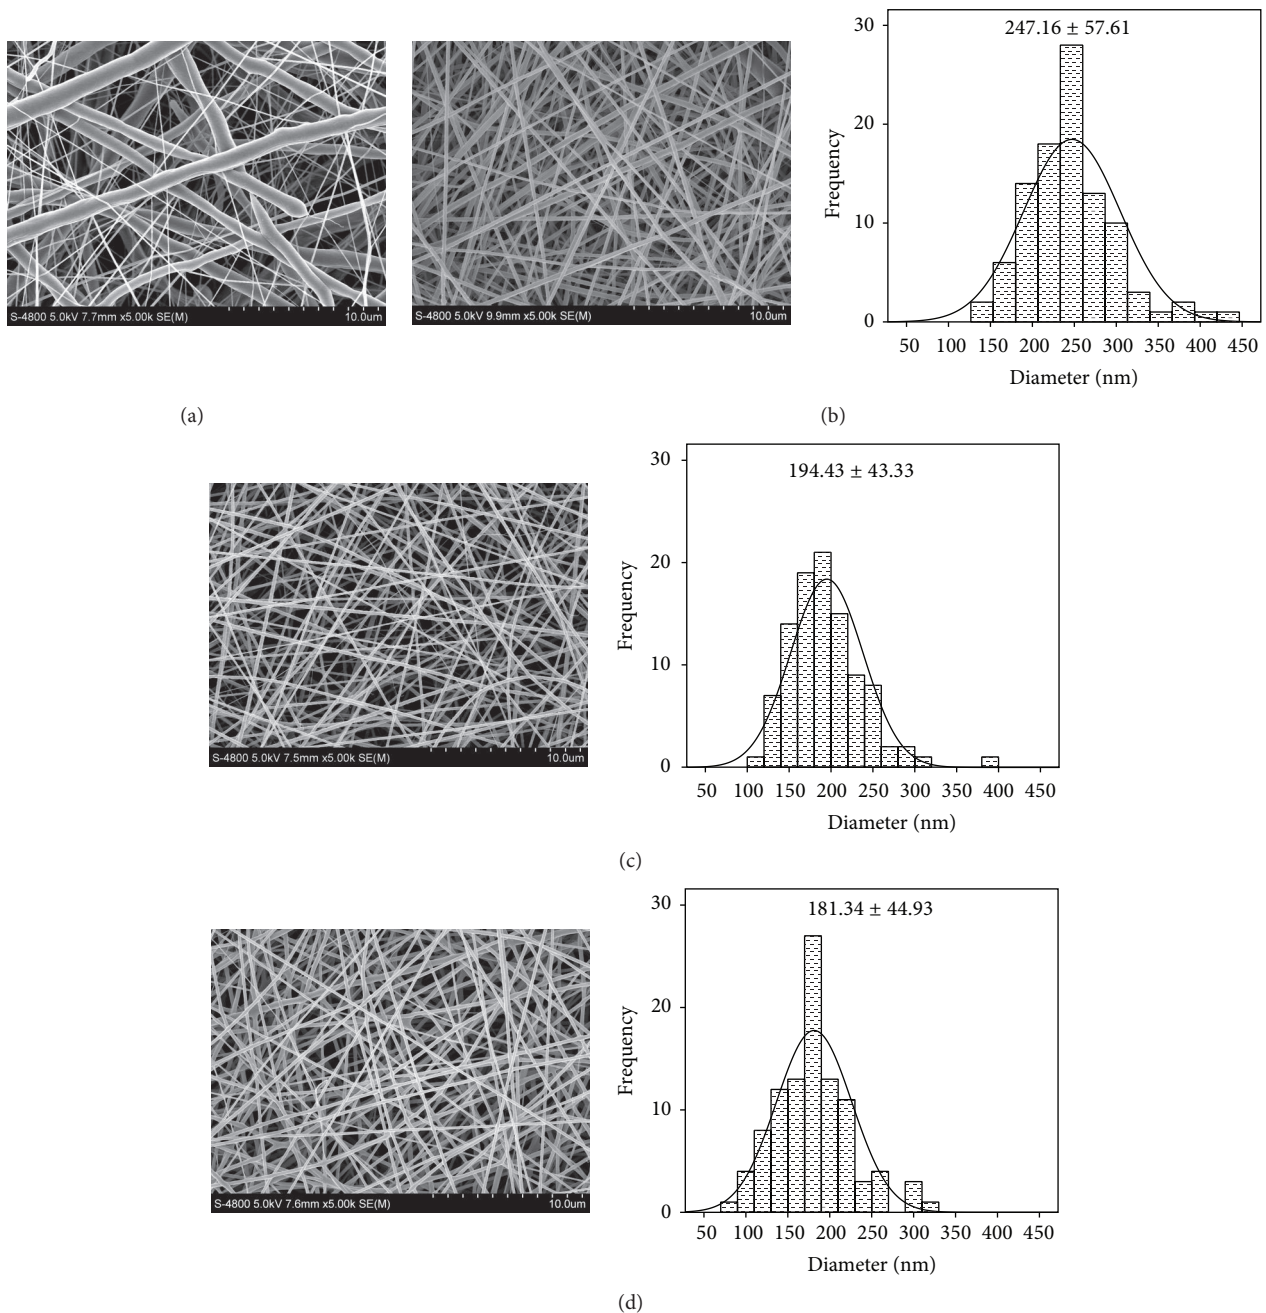 S-4800 5.0kV 7.7mm x5.00k SE(M) 10.0um
S-4800 5.0kV 9.9mm x5.00k SE(M) 10.0um
247.16 ± 57.61
30
20
10
0
Frequency
50 100 150 200 250 300 350 400 450
Diameter (nm)
(a)
(b)
S-4800 5.0kV 7.5mm x5.00k SE(M) 10.0um
194.43 ± 43.33
30
20
10
0
Frequency
50 100 150 200 250 300 350 400 450
Diameter (nm)
(c)
S-4800 5.0kV 7.6mm x5.00k SE(M) 10.0um
181.34 ± 44.93
30
20
10
0
Frequency
50 100 150 200 250 300 350 400 450
Diameter (nm)
(d)